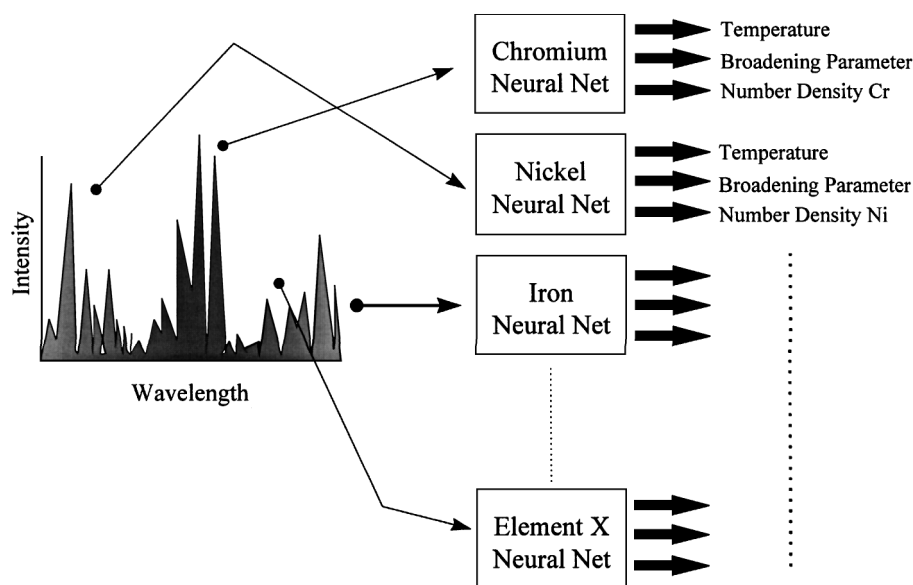 Intensity
Wavelength
Chromium
Neural Net
Temperature
Broadening Parameter
Number Density Cr
Nickel
Neural Net
Temperature
Broadening Parameter
Number Density Ni
Iron
Neural Net
Element X
Neural Net